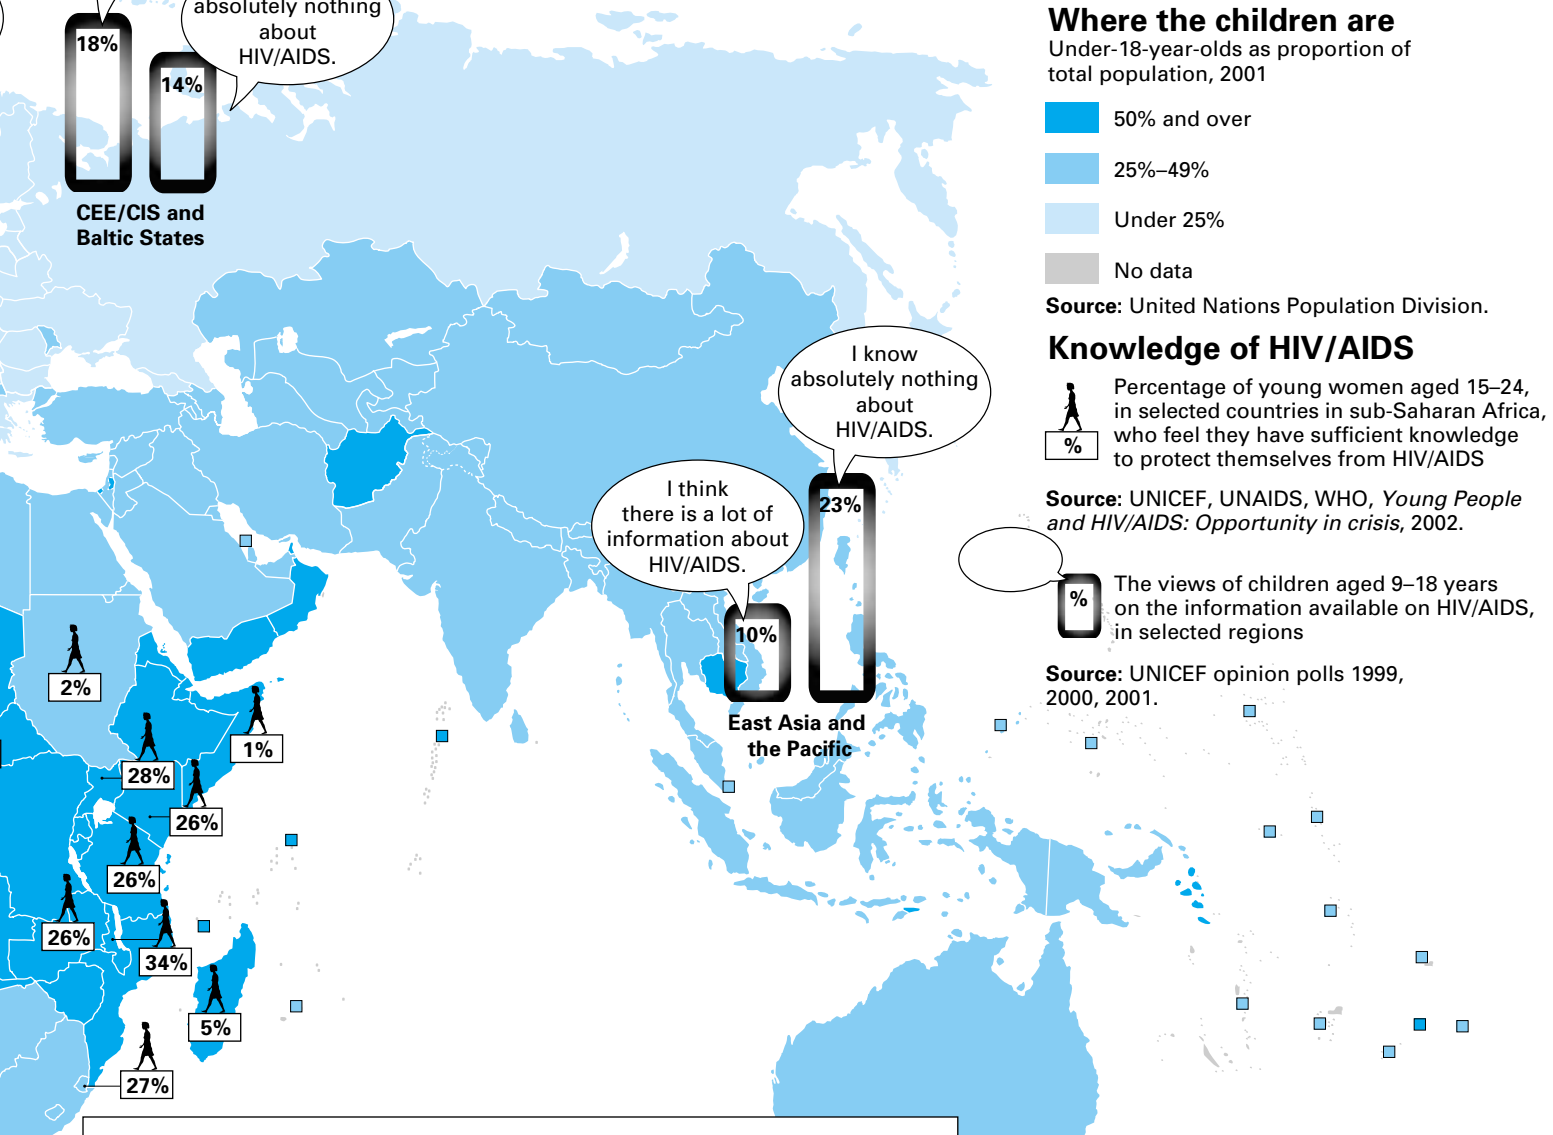 absolutely nothing
about
HIV/AIDS.
18%
14%
CEE/CIS and
Baltic States
Where the children are
Under-18-year-olds as proportion of
total population, 2001
50% and over
25%–49%
Under 25%
No data
Source: United Nations Population Division.
Knowledge of HIV/AIDS
%
Percentage of young women aged 15–24,
in selected countries in sub-Saharan Africa,
who feel they have sufficient knowledge
to protect themselves from HIV/AIDS
Source: UNICEF, UNAIDS, WHO, Young People
and HIV/AIDS: Opportunity in crisis, 2002.
%
The views of children aged 9–18 years
on the information available on HIV/AIDS,
in selected regions
Source: UNICEF opinion polls 1999,
2000, 2001.
I know
absolutely nothing
about
HIV/AIDS.
23%
I think
there is a lot of
information about
HIV/AIDS.
10%
East Asia and
the Pacific
2%
1%
28%
26%
26%
26%
34%
5%
27%